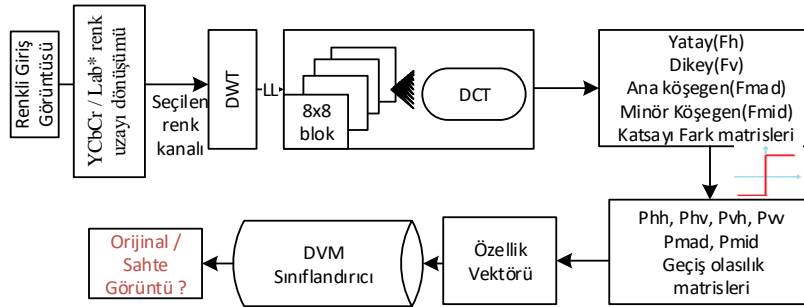 Renkli Giriş
Görüntüsü
YCbCr / Lab* renk
uzayı dönüşümü
Seçilen
renk
kanalı
DWT
LL
8x8
blok
DCT
Yatay(Fh)
Dikey(Fv)
Ana köşegen(Fmad)
Minör Köşegen(Fmid)
Katsayı Fark matrisleri
Phh, Phv, Pvh, Pvv
Pmad, Pmid
Geçiş olasılık
matrisleri
Özellik
Vektörü
DVM
Sınıflandırıcı
Orijinal /
Sahte
Görüntü ?